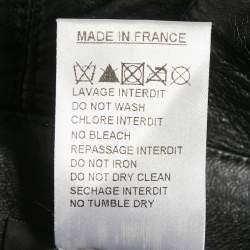 MADE IN FRANCE
LAVAGE INTERDIT
DO NOT WASH
CHLORE INTERDIT
NO BLEACH
REPASSAGE INTERDIT
DO NOT IRON
DO NOT DRY CLEAN
SECHAGE INTERDIT
NO TUMBLE DRY